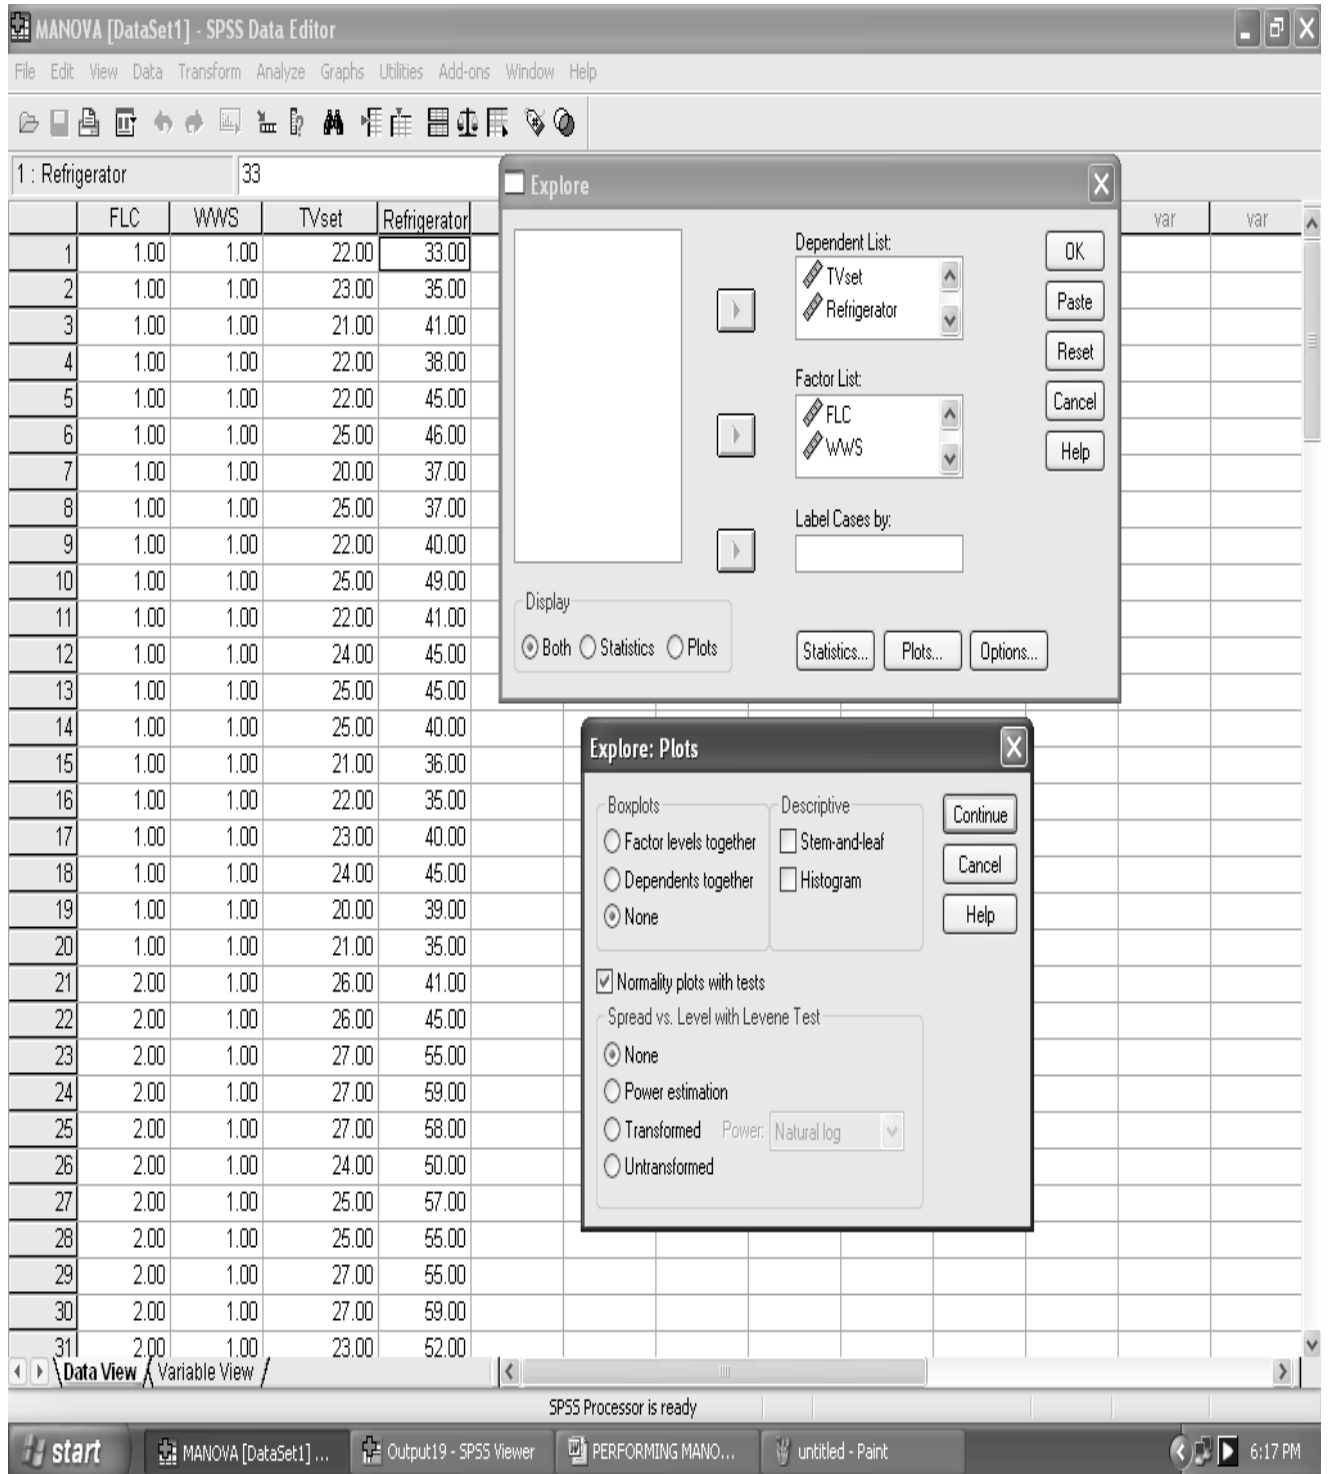 MANOVA [DataSet1] - SPSS Data Editor
File Edit View Data Transform Analyze Graphs Utilities Add-ons Window Help
1 : Refrigerator 33
FLC WWS TVset Refrigerator var var
1 1.00 1.00 22.00 33.00
2 1.00 1.00 23.00 35.00
3 1.00 1.00 21.00 41.00
4 1.00 1.00 22.00 38.00
5 1.00 1.00 22.00 45.00
6 1.00 1.00 25.00 46.00
7 1.00 1.00 20.00 37.00
8 1.00 1.00 25.00 37.00
9 1.00 1.00 22.00 40.00
10 1.00 1.00 25.00 49.00
11 1.00 1.00 22.00 41.00
12 1.00 1.00 24.00 45.00
13 1.00 1.00 25.00 45.00
14 1.00 1.00 25.00 40.00
15 1.00 1.00 21.00 36.00
16 1.00 1.00 22.00 35.00
17 1.00 1.00 23.00 40.00
18 1.00 1.00 24.00 45.00
19 1.00 1.00 20.00 39.00
20 1.00 1.00 21.00 35.00
21 2.00 1.00 26.00 41.00
22 2.00 1.00 26.00 45.00
23 2.00 1.00 27.00 55.00
24 2.00 1.00 27.00 59.00
25 2.00 1.00 27.00 58.00
26 2.00 1.00 24.00 50.00
27 2.00 1.00 25.00 57.00
28 2.00 1.00 25.00 55.00
29 2.00 1.00 27.00 55.00
30 2.00 1.00 27.00 59.00
31 2.00 1.00 23.00 52.00
Explore
Dependent List:
TVset
Refrigerator
Factor List:
FLC
WWS
Label Cases by:
OK
Paste
Reset
Cancel
Help
Display
Both Statistics Plots
Statistics... Plots... Options...
Explore: Plots
Boxplots
Factor levels together
Dependents together
None
Descriptive
Stem-and-leaf
Histogram
Continue
Cancel
Help
Normality plots with tests
Spread vs. Level with Levene Test
None
Power estimation
Transformed Power: Natural log
Untransformed
Data View Variable View
SPSS Processor is ready
start MANOVA [DataSet1] ... Output19 - SPSS Viewer PERFORMING MANO... untitled - Paint 6:17 PM